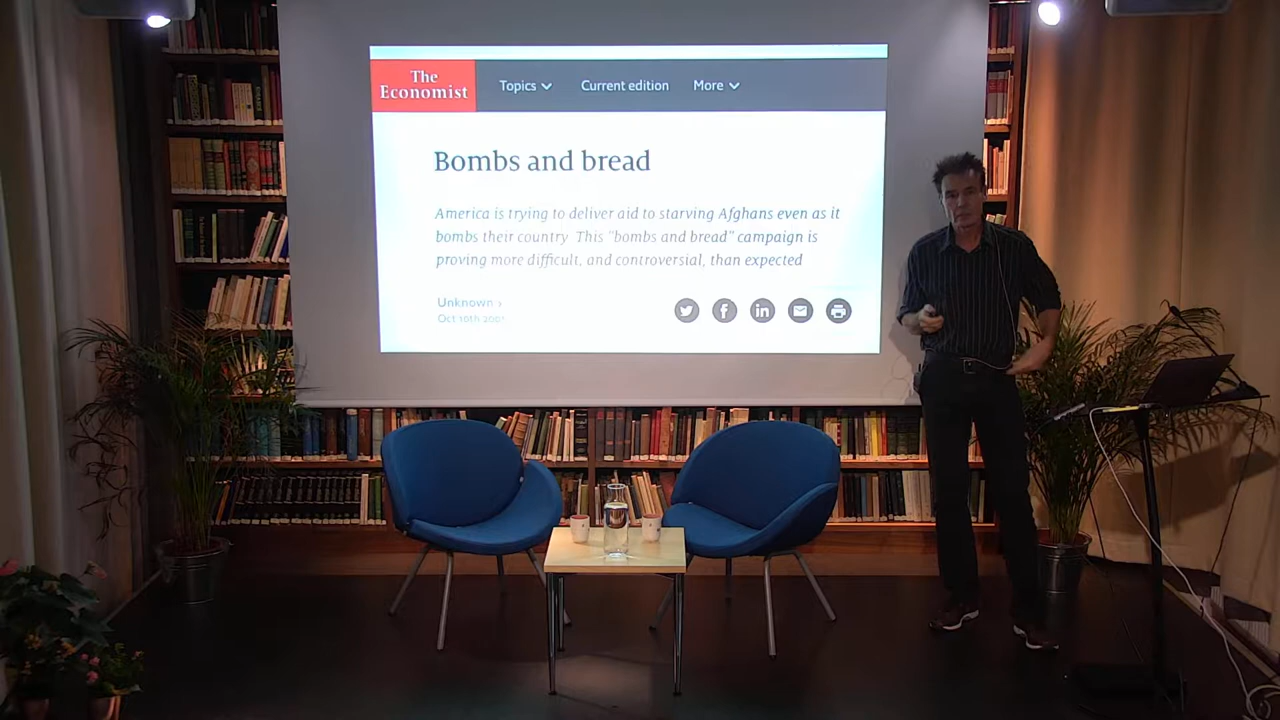 The
Economist
Topics
Current edition
More
Bombs and bread
America is trying to deliver aid to starving Afghans even as it
bombs their country This "bombs and bread" campaign is
proving more difficult, and controversial, than expected
Unknown ›
Oct 10th 2001
in